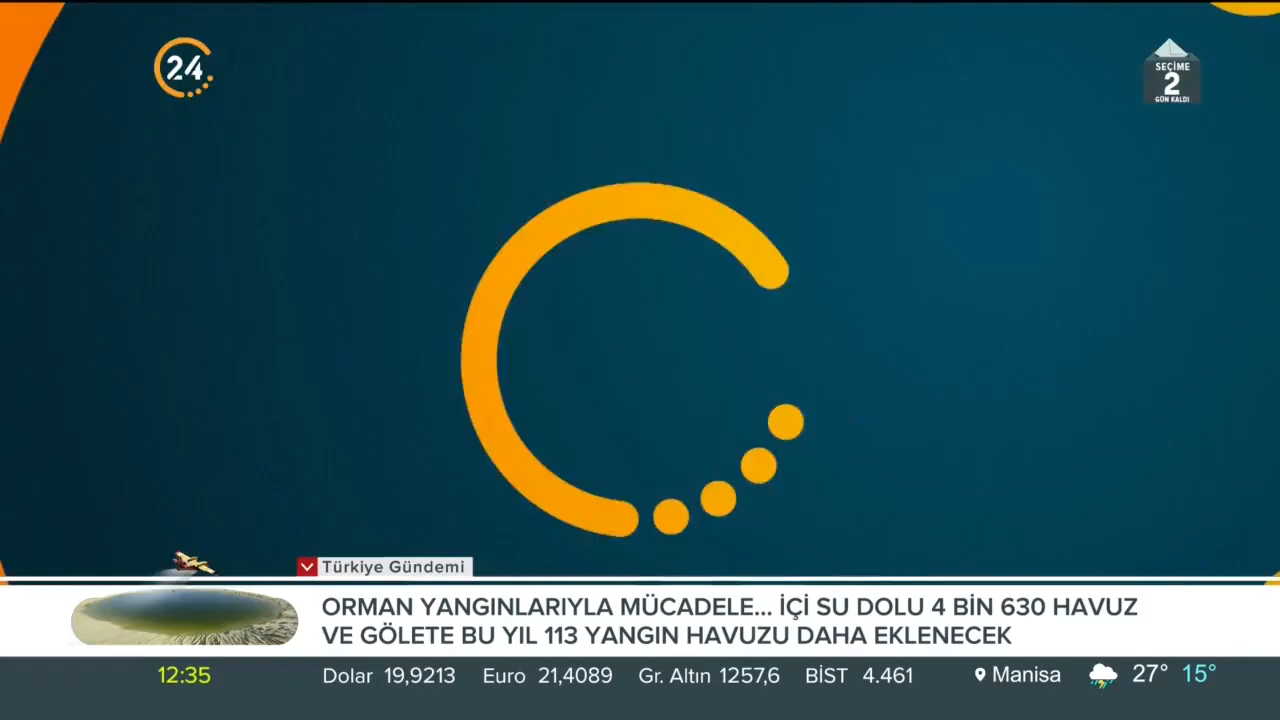 24
SEÇİME
2
GÜN KALDI
Türkiye Gündemi
ORMAN YANGINLARIYLA MÜCADELE... İÇİ SU DOLU 4 BİN 630 HAVUZ
VE GÖLETE BU YIL 113 YANGIN HAVUZU DAHA EKLENECEK
12:35 Dolar 19,9213 Euro 21,4089 Gr. Altın 1257,6 BİST 4.461 Manisa 27° 15°